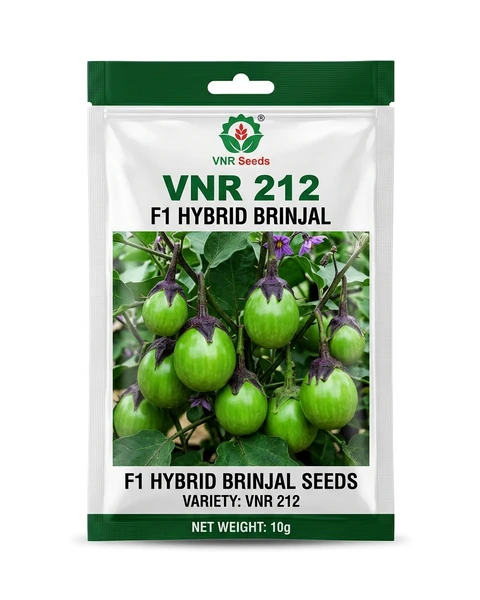 ®
VNR Seeds
VNR 212
F1 HYBRID BRINJAL
F1 HYBRID BRINJAL SEEDS
VARIETY: VNR 212
NET WEIGHT: 10g